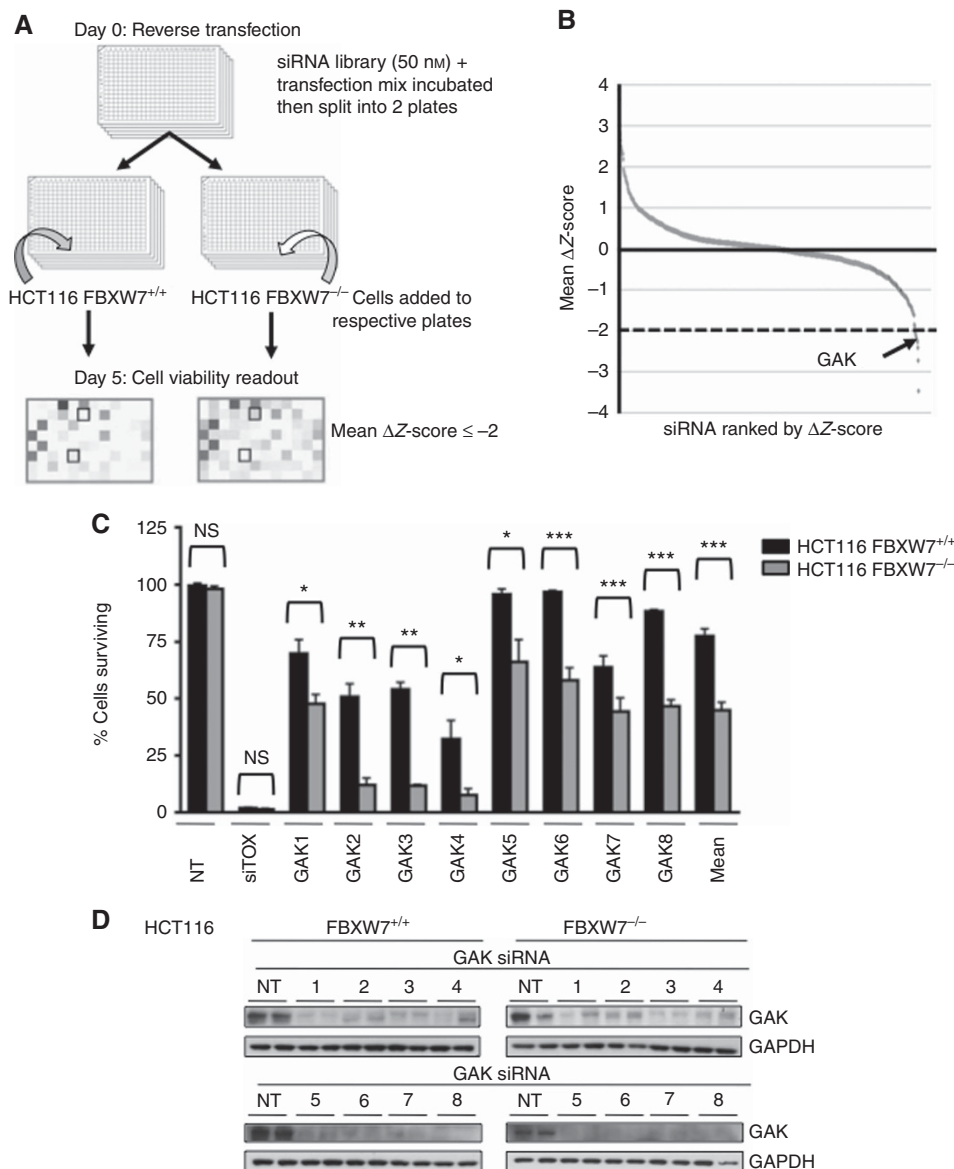 A
Day 0: Reverse transfection
siRNA library (50 nM) +
transfection mix incubated
then split into 2 plates
HCT116 FBXW7+/+
HCT116 FBXW7–/–
Cells added to
respective plates
Day 5: Cell viability readout
Mean ΔZ-score ≤ –2
B
4
3
2
1
0
–1
–2
–3
–4
Mean ΔZ-score
GAK
siRNA ranked by ΔZ-score
C
125
100
75
50
25
0
% Cells surviving
NS
NS
*
**
**
*
*
***
***
***
***
HCT116 FBXW7+/+
HCT116 FBXW7–/–
NT
siTOX
GAK1
GAK2
GAK3
GAK4
GAK5
GAK6
GAK7
GAK8
Mean
D
HCT116
FBXW7+/+
FBXW7–/–
GAK siRNA
NT 1 2 3 4
NT 1 2 3 4
GAK
GAPDH
GAK siRNA
NT 5 6 7 8
NT 5 6 7 8
GAK
GAPDH